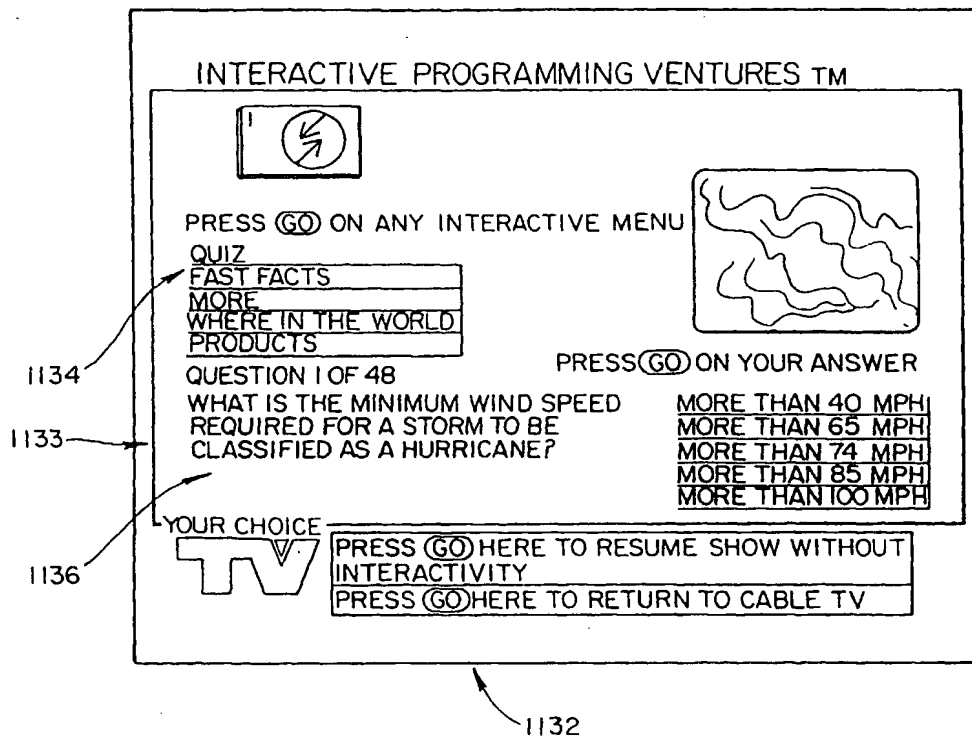 INTERACTIVE PROGRAMMING VENTURES TM
1
PRESS GO ON ANY INTERACTIVE MENU
QUIZ
FAST FACTS
MORE
WHERE IN THE WORLD
PRODUCTS
1134
PRESS GO ON YOUR ANSWER
QUESTION 1 OF 48
WHAT IS THE MINIMUM WIND SPEED
REQUIRED FOR A STORM TO BE
CLASSIFIED AS A HURRICANE?
1133
MORE THAN 40 MPH
MORE THAN 65 MPH
MORE THAN 74 MPH
MORE THAN 85 MPH
MORE THAN 100 MPH
1136
YOUR CHOICE
TV
PRESS GO HERE TO RESUME SHOW WITHOUT
INTERACTIVITY
PRESS GO HERE TO RETURN TO CABLE TV
1132